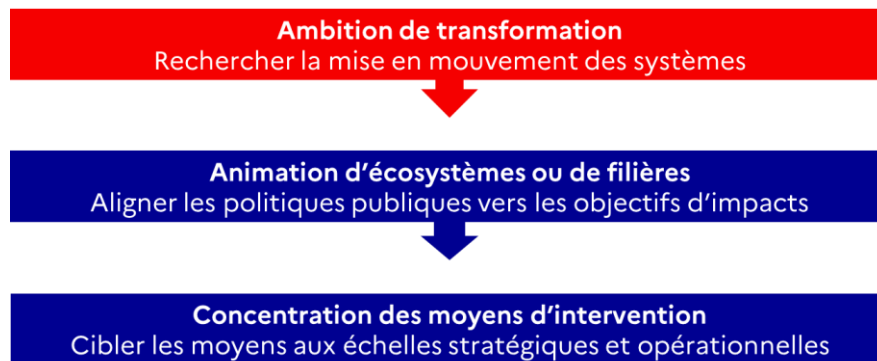 Ambition de transformation
Rechercher la mise en mouvement des systèmes
Animation d’écosystèmes ou de filières
Aligner les politiques publiques vers les objectifs d’impacts
Concentration des moyens d’intervention
Cibler les moyens aux échelles stratégiques et opérationnelles